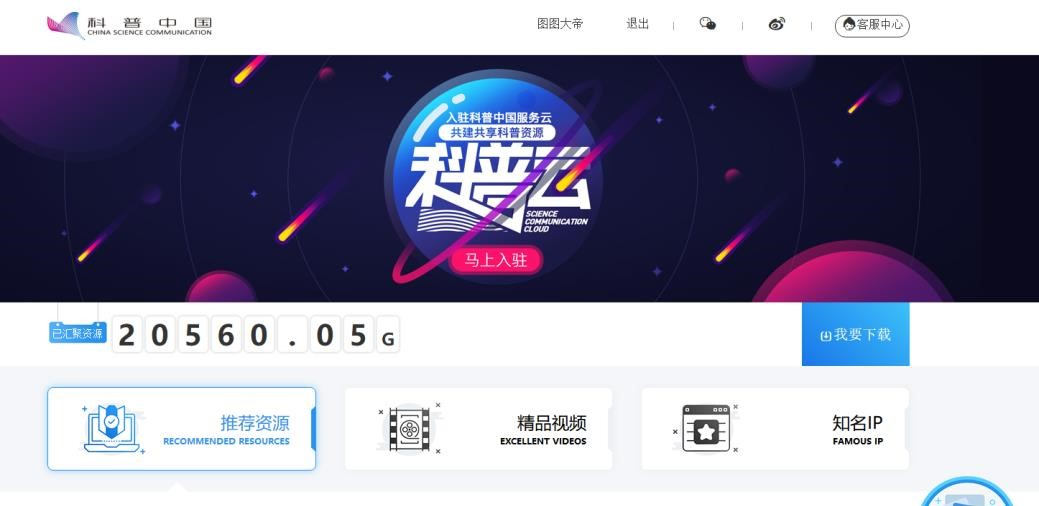 科普中国
CHINA SCIENCE COMMUNICATION
图图大帝
退出
客服中心
入驻科普中国服务云
共建共享科普资源
科普云
SCIENCE
COMMUNICATION
CLOUD
马上入驻
已汇聚资源
20560.05G
我要下载
推荐资源
RECOMMENDED RESOURCES
精品视频
EXCELLENT VIDEOS
知名IP
FAMOUS IP